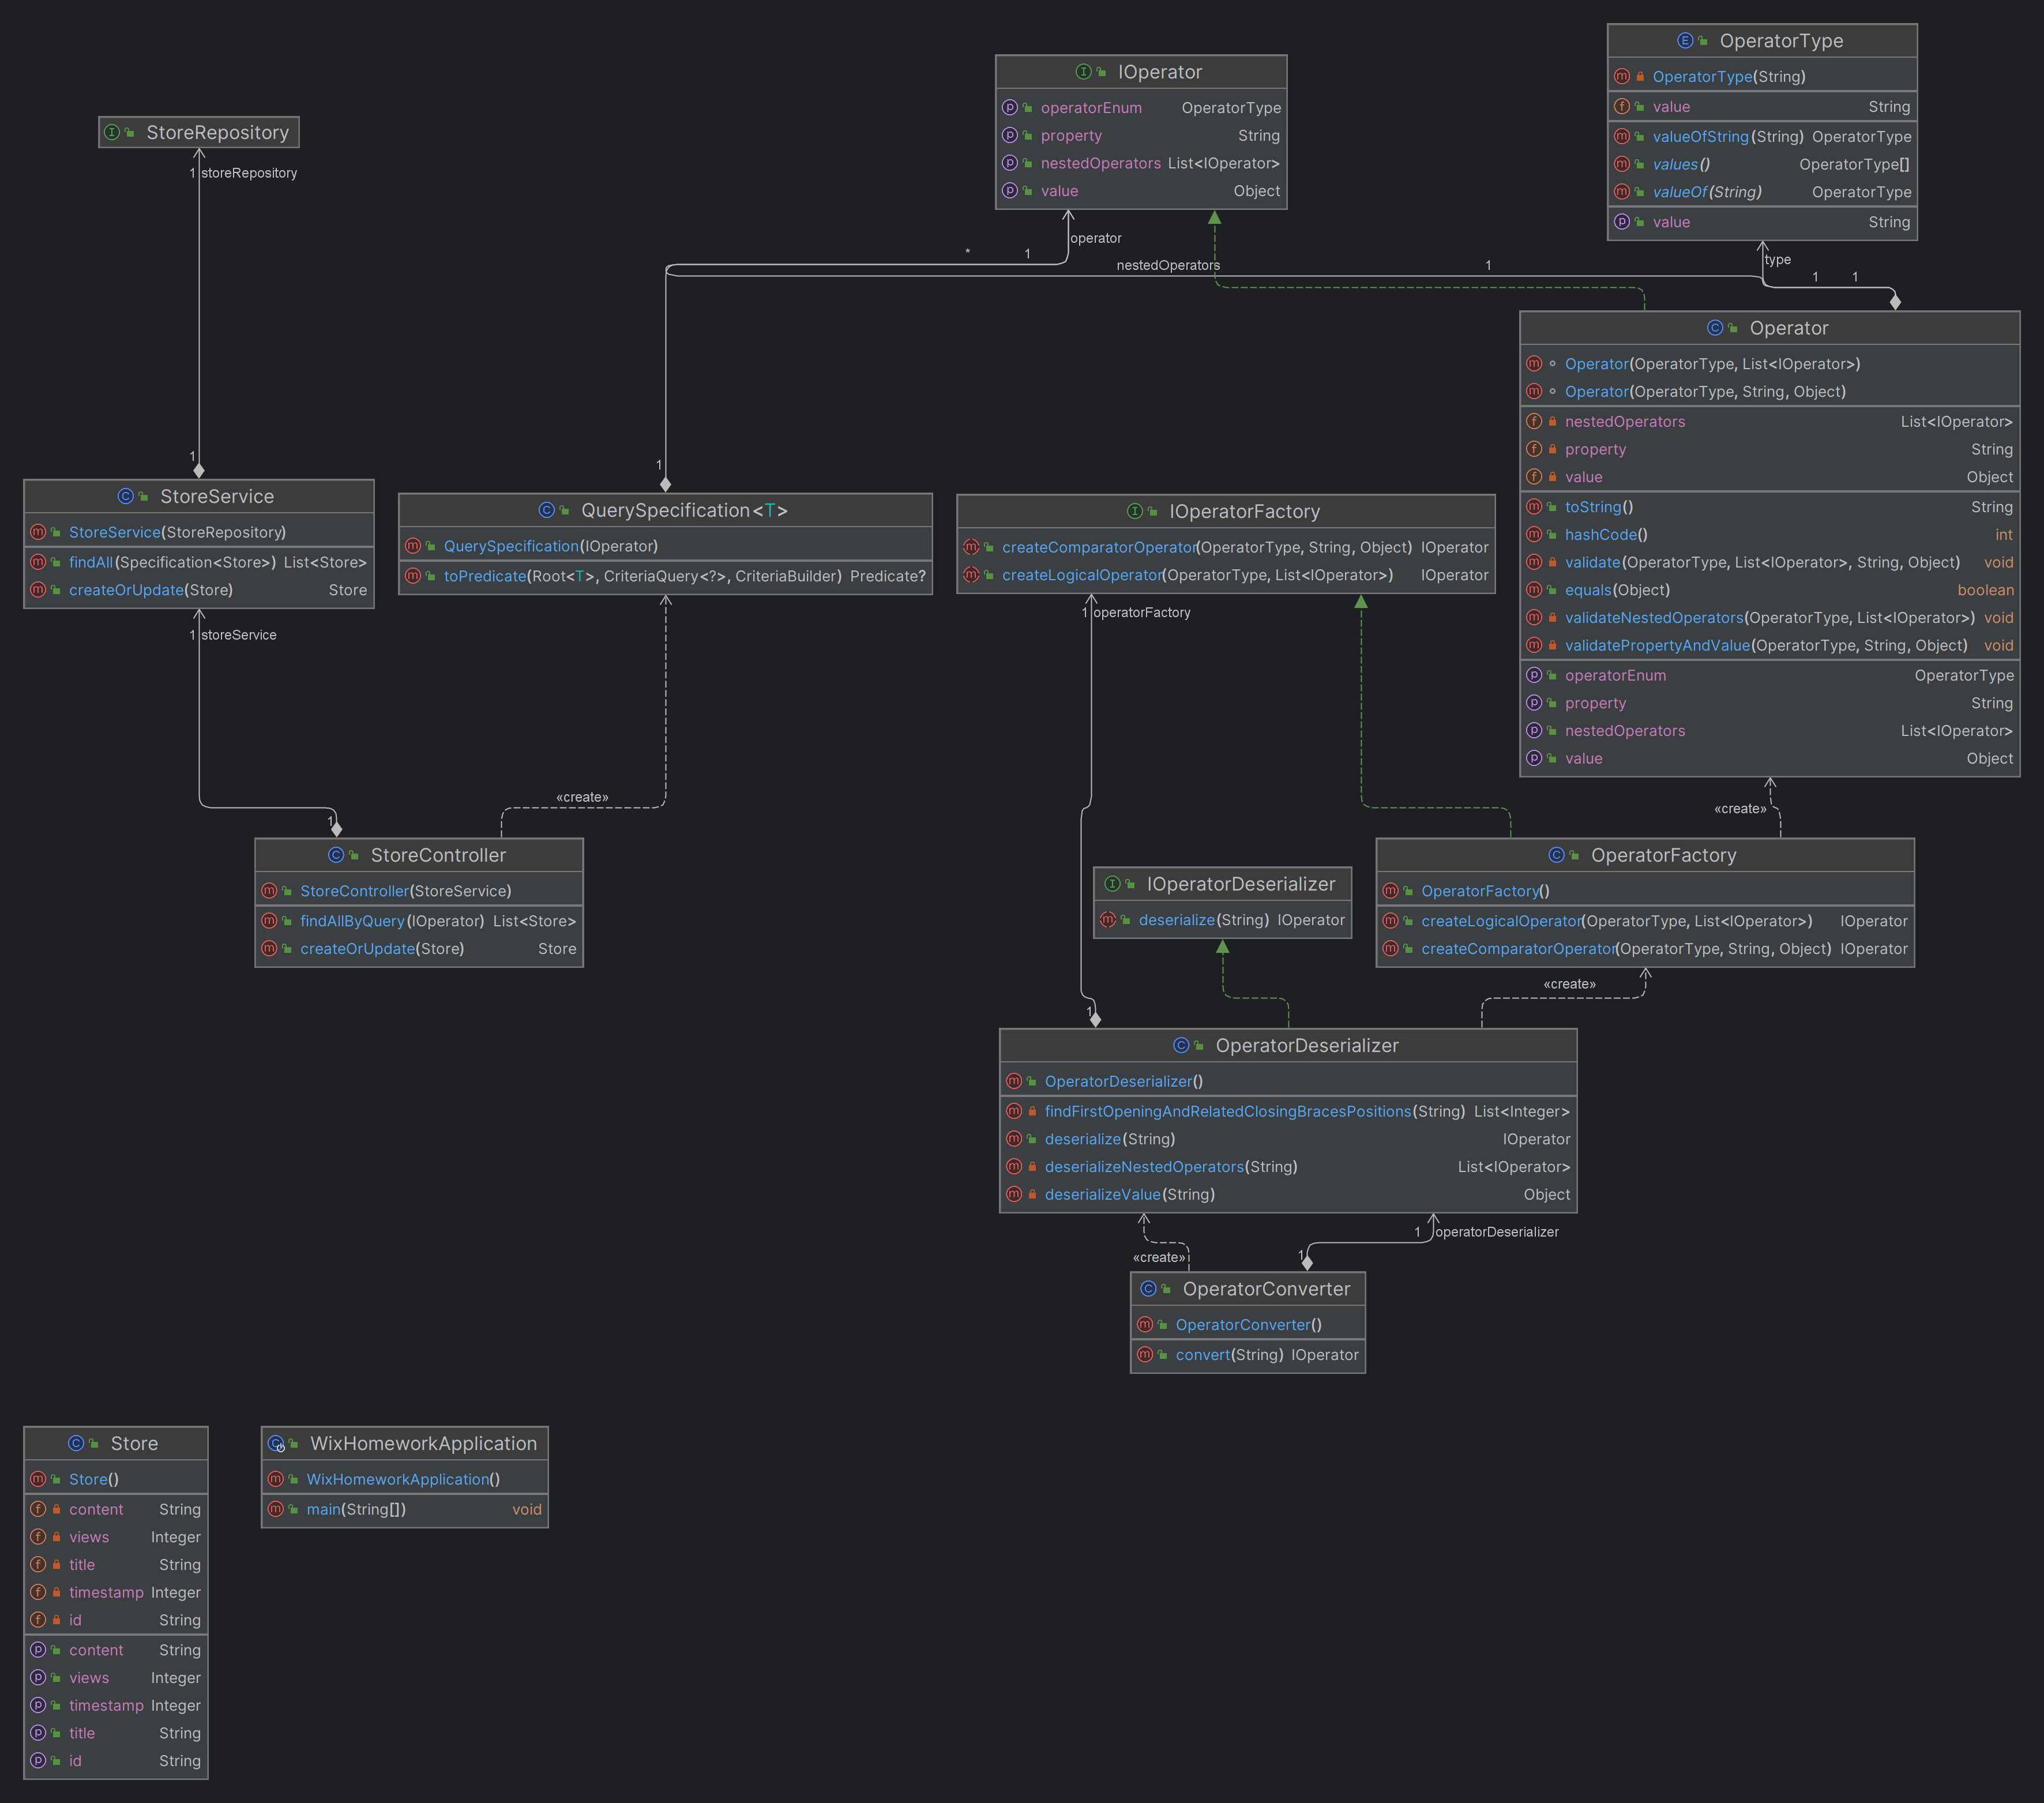 OperatorType
OperatorType(String)
value String
valueOfString(String) OperatorType
values() OperatorType[]
valueOf(String) OperatorType
value String
IOperator
operatorEnum OperatorType
property String
nestedOperators List<IOperator>
value Object
StoreRepository
1 storeRepository
1
operator
* 1
nestedOperators 1
type
1 1
1
Operator
Operator(OperatorType, List<IOperator>)
Operator(OperatorType, String, Object)
nestedOperators List<IOperator>
property String
value Object
toString() String
hashCode() int
validate(OperatorType, List<IOperator>, String, Object) void
equals(Object) boolean
validateNestedOperators(OperatorType, List<IOperator>) void
validatePropertyAndValue(OperatorType, String, Object) void
operatorEnum OperatorType
property String
nestedOperators List<IOperator>
value Object
StoreService
StoreService(StoreRepository)
findAll(Specification<Store>) List<Store>
createOrUpdate(Store) Store
1 storeService
1
QuerySpecification<T>
QuerySpecification(IOperator)
toPredicate(Root<T>, CriteriaQuery<?>, CriteriaBuilder) Predicate?
«create»
IOperatorFactory
createComparatorOperator(OperatorType, String, Object) IOperator
createLogicalOperator(OperatorType, List<IOperator>) IOperator
1 operatorFactory
1
«create»
StoreController
StoreController(StoreService)
findAllByQuery(IOperator) List<Store>
createOrUpdate(Store) Store
IOperatorDeserializer
deserialize(String) IOperator
OperatorFactory
OperatorFactory()
createLogicalOperator(OperatorType, List<IOperator>) IOperator
createComparatorOperator(OperatorType, String, Object) IOperator
«create»
OperatorDeserializer
OperatorDeserializer()
findFirstOpeningAndRelatedClosingBracesPositions(String) List<Integer>
deserialize(String) IOperator
deserializeNestedOperators(String) List<IOperator>
deserializeValue(String) Object
1 operatorDeserializer
«create» 1
OperatorConverter
OperatorConverter()
convert(String) IOperator
Store
Store()
content String
views Integer
title String
timestamp Integer
id String
content String
views Integer
timestamp Integer
title String
id String
WixHomeworkApplication
WixHomeworkApplication()
main(String[]) void